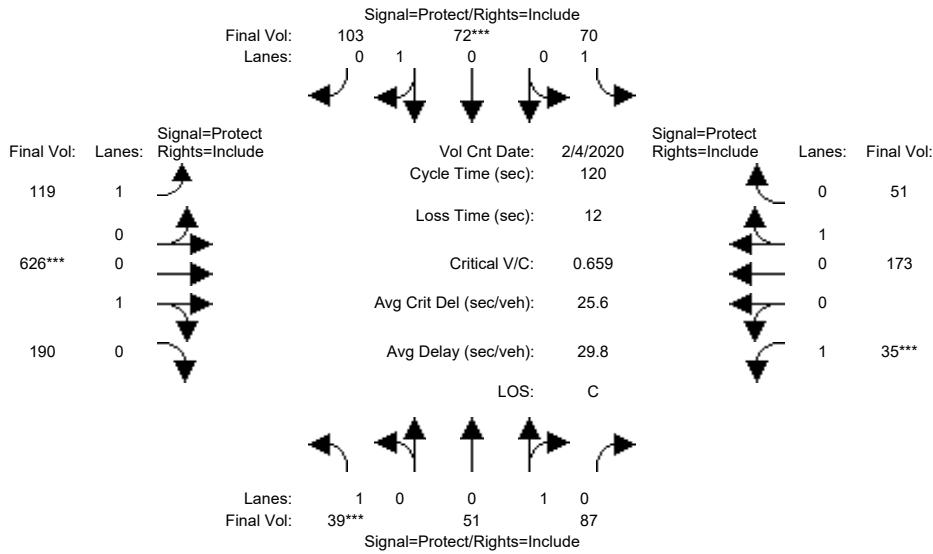 Signal=Protect/Rights=Include
Final Vol: 103 72*** 70
Lanes: 0 1 0 0 1
Signal=Protect
Final Vol: Lanes: Rights=Include
Vol Cnt Date: 2/4/2020
Cycle Time (sec): 120
Loss Time (sec): 12
Critical V/C: 0.659
Avg Crit Del (sec/veh): 25.6
Avg Delay (sec/veh): 29.8
LOS: C
119 1
0
626*** 0
1
190 0
Signal=Protect
Rights=Include Lanes: Final Vol:
0 51
1
0 173
0
1 35***
Lanes: 1 0 0 1 0
Final Vol: 39*** 51 87
Signal=Protect/Rights=Include